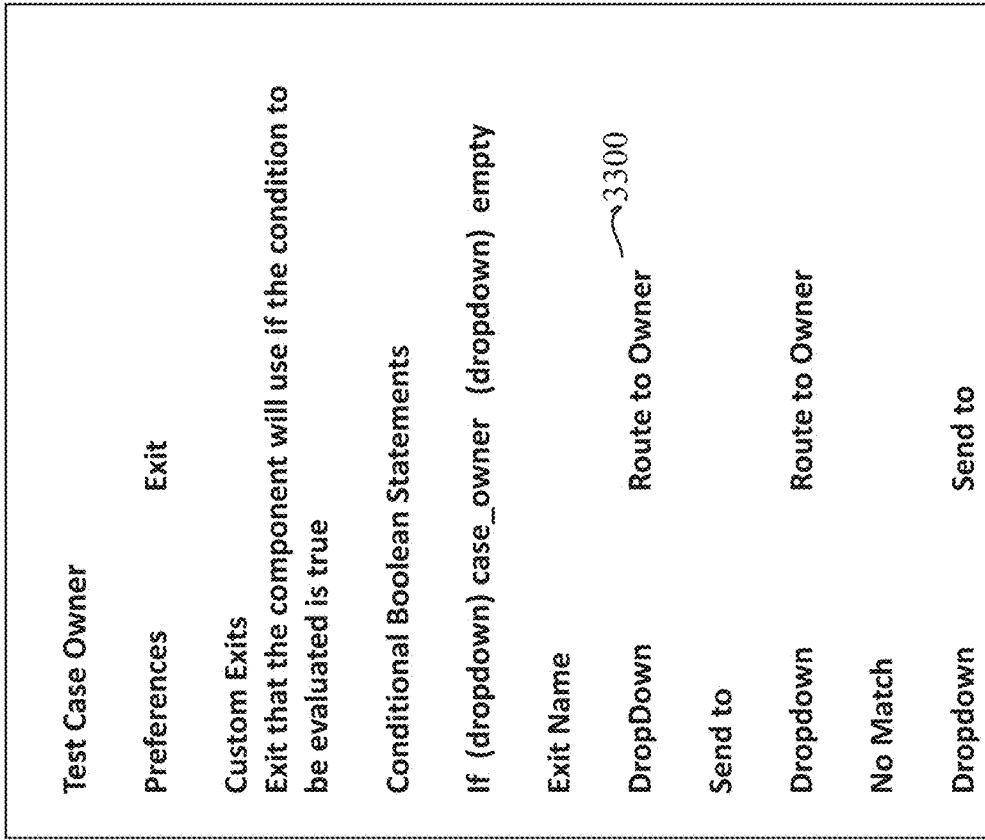 Test Case Owner
Preferences Exit
Custom Exits
Exit that the component will use if the condition to
be evaluated is true
Conditional Boolean Statements
If (dropdown) case_owner (dropdown) empty
Exit Name
DropDown Route to Owner 3300
Send to
Dropdown Route to Owner
No Match
Dropdown Send to